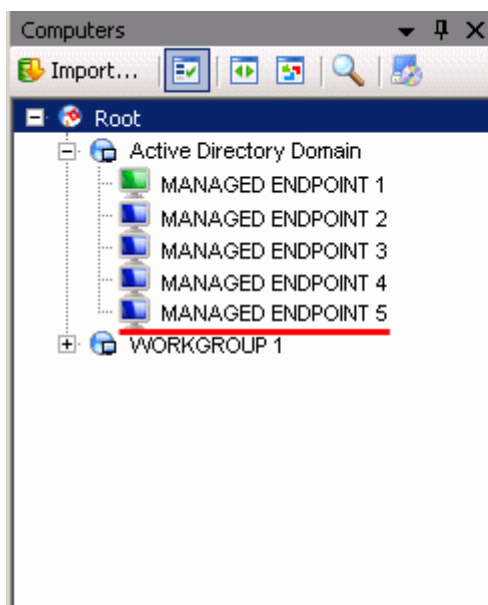 Computers
Import...
Root
Active Directory Domain
MANAGED ENDPOINT 1
MANAGED ENDPOINT 2
MANAGED ENDPOINT 3
MANAGED ENDPOINT 4
MANAGED ENDPOINT 5
WORKGROUP 1